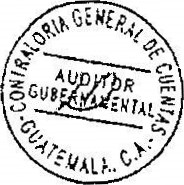 CONTRALORIA GENERAL DE CUENTAS
AUDITOR
GUBERNAMENTAL
GUATEMALA, C.A.